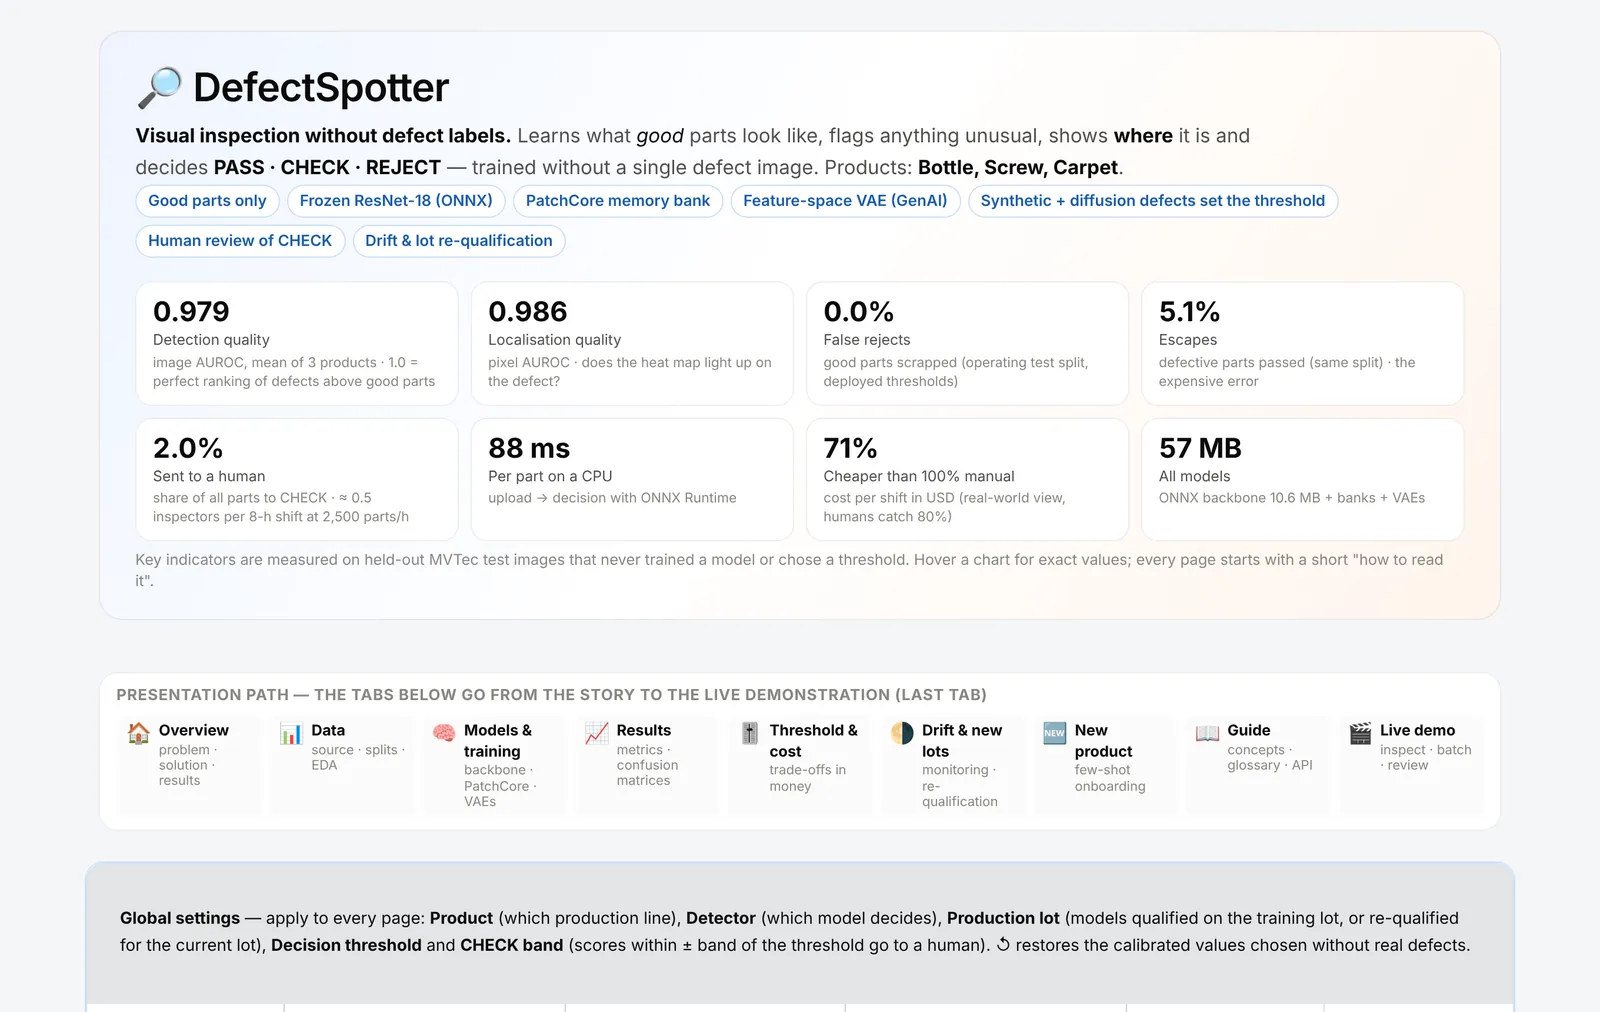 DefectSpotter
Visual inspection without defect labels. Learns what good parts look like, flags anything unusual, shows where it is and
decides PASS · CHECK · REJECT — trained without a single defect image. Products: Bottle, Screw, Carpet.
Good parts only
Frozen ResNet-18 (ONNX)
PatchCore memory bank
Feature-space VAE (GenAI)
Synthetic + diffusion defects set the threshold
Human review of CHECK
Drift & lot re-qualification
0.979
Detection quality
image AUROC, mean of 3 products · 1.0 =
perfect ranking of defects above good parts
0.986
Localisation quality
pixel AUROC · does the heat map light up on
the defect?
0.0%
False rejects
good parts scrapped (operating test split,
deployed thresholds)
5.1%
Escapes
defective parts passed (same split) · the
expensive error
2.0%
Sent to a human
share of all parts to CHECK · ≈ 0.5
inspectors per 8-h shift at 2,500 parts/h
88 ms
Per part on a CPU
upload → decision with ONNX Runtime
71%
Cheaper than 100% manual
cost per shift in USD (real-world view,
humans catch 80%)
57 MB
All models
ONNX backbone 10.6 MB + banks + VAEs
Key indicators are measured on held-out MVTec test images that never trained a model or chose a threshold. Hover a chart for exact values; every page starts with a short "how to read
it".
PRESENTATION PATH — THE TABS BELOW GO FROM THE STORY TO THE LIVE DEMONSTRATION (LAST TAB)
Overview
problem ·
solution ·
results
Data
source · splits ·
EDA
Models &
training
backbone ·
PatchCore ·
VAEs
Results
metrics ·
confusion
matrices
Threshold &
cost
trade-offs in
money
Drift & new
lots
monitoring ·
re-
qualification
NEW
New
product
few-shot
onboarding
Guide
concepts ·
glossary · API
Live demo
inspect · batch
· review
Global settings — apply to every page: Product (which production line), Detector (which model decides), Production lot (models qualified on the training lot, or re-qualified
for the current lot), Decision threshold and CHECK band (scores within ± band of the threshold go to a human). ↺ restores the calibrated values chosen without real defects.